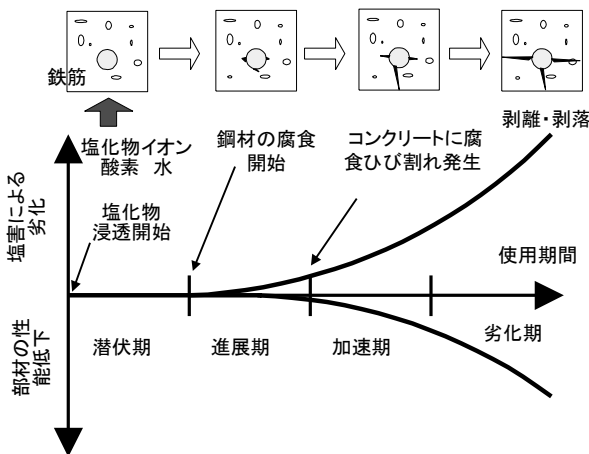 鉄筋
剥離・剥落
塩化物イオン
酸素　水
鋼材の腐食
開始
コンクリートに腐
食ひび割れ発生
塩害による
劣化
塩化物
浸透開始
使用期間
潜伏期
進展期
加速期
劣化期
部材の性
能低下